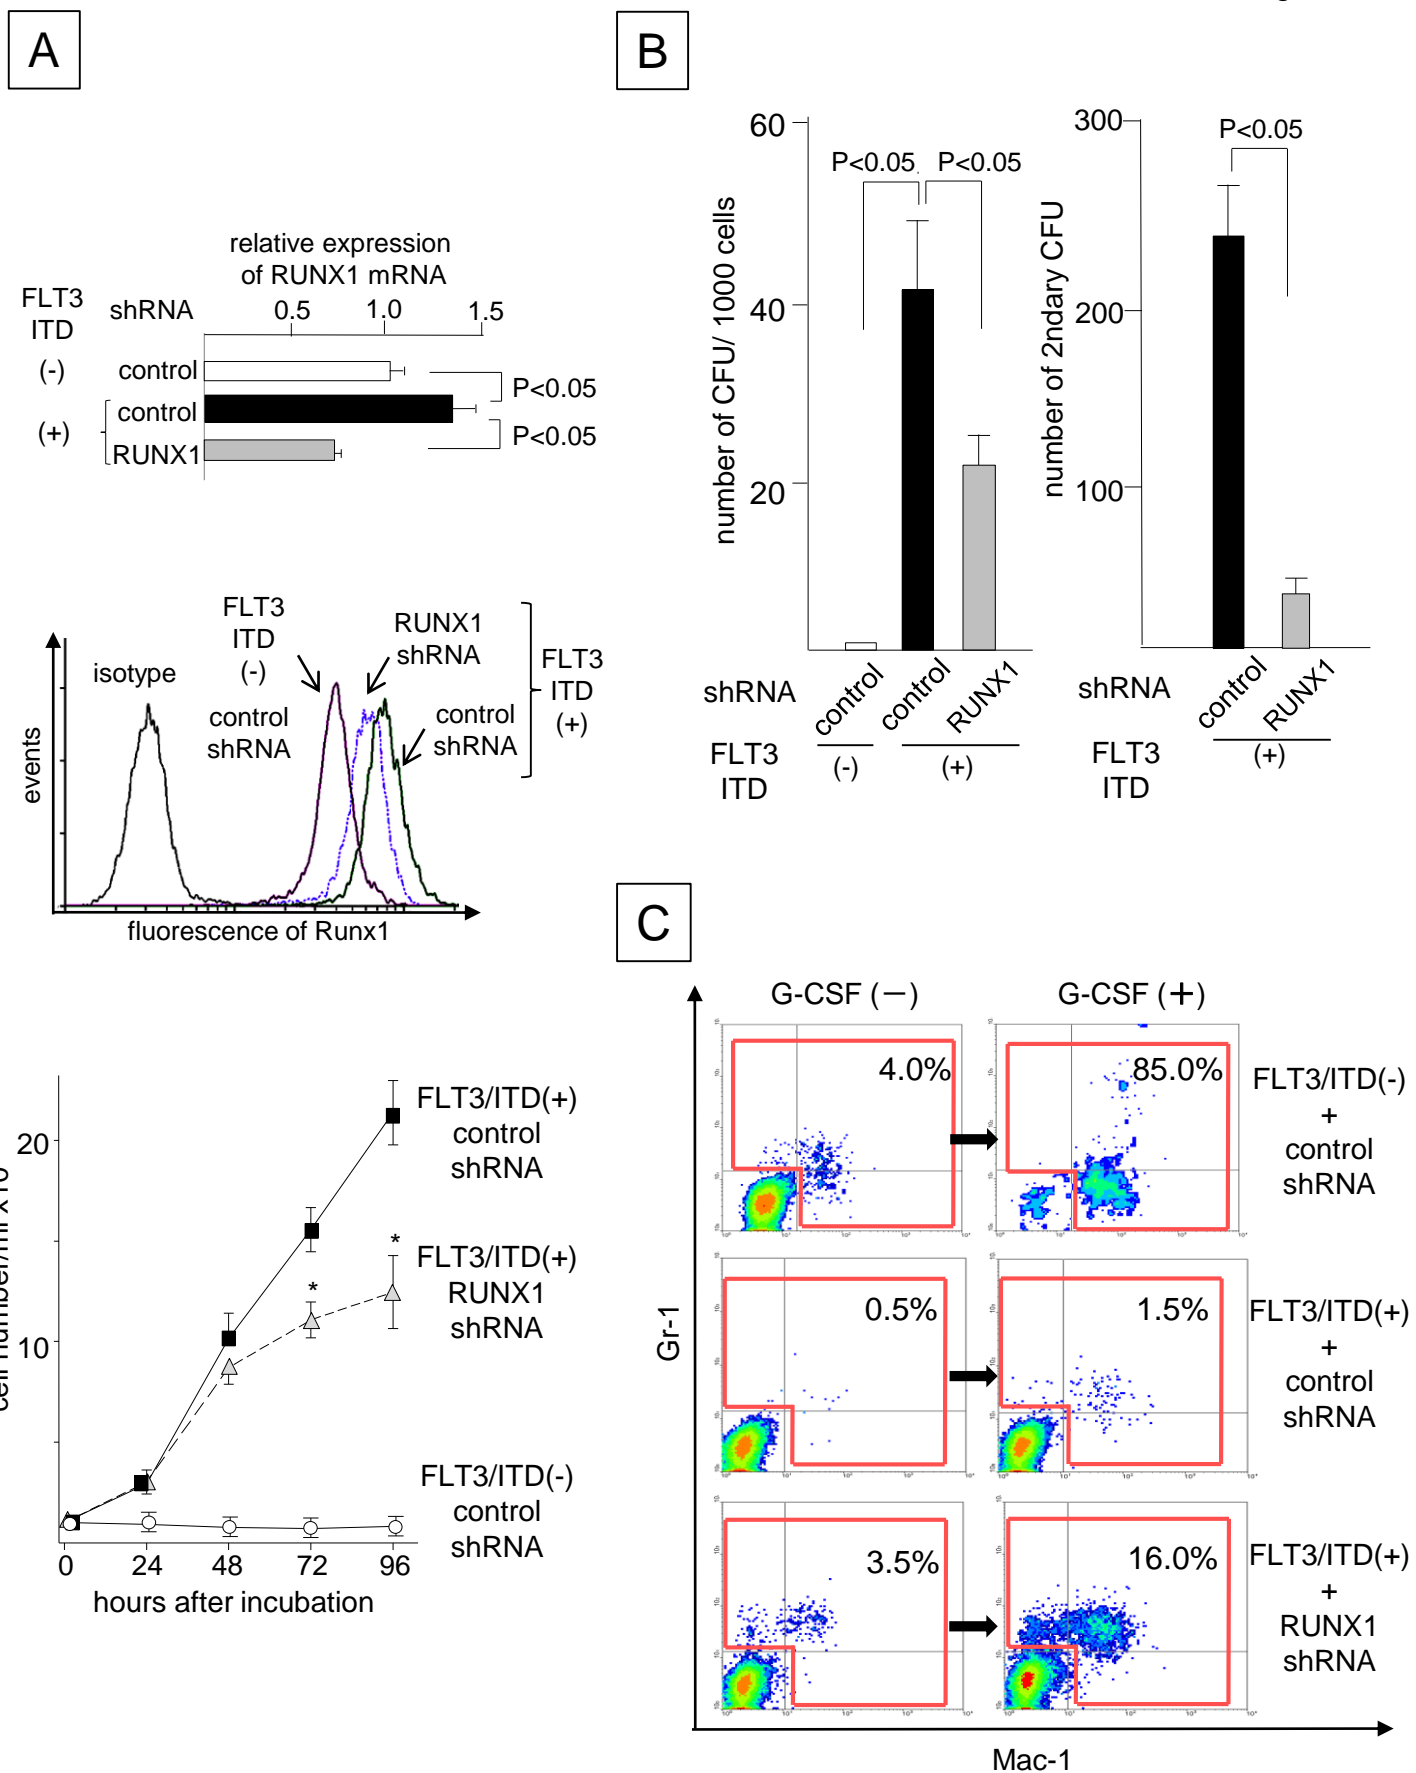 A
relative expression
of RUNX1 mRNA
FLT3
ITD
shRNA
0.5
1.0
1.5
(-)
control
P<0.05
(+)
control
P<0.05
RUNX1
FLT3
ITD
(-)
RUNX1
shRNA
isotype
control
shRNA
control
shRNA
FLT3
ITD
(+)
events
fluorescence of Runx1
20
10
FLT3/ITD(+)
control
shRNA
*
*
FLT3/ITD(+)
RUNX1
shRNA
FLT3/ITD(-)
control
shRNA
0
24
48
72
96
hours after incubation
B
60
40
20
number of CFU/ 1000 cells
P<0.05
P<0.05
shRNA
control
control
RUNX1
FLT3
ITD
(-)
(+)
300
200
100
number of 2ndary CFU
P<0.05
shRNA
control
RUNX1
FLT3
ITD
(+)
C
G-CSF (−)
G-CSF (+)
4.0%
85.0%
FLT3/ITD(-)
+
control
shRNA
0.5%
1.5%
FLT3/ITD(+)
+
control
shRNA
3.5%
16.0%
FLT3/ITD(+)
+
RUNX1
shRNA
Gr-1
Mac-1